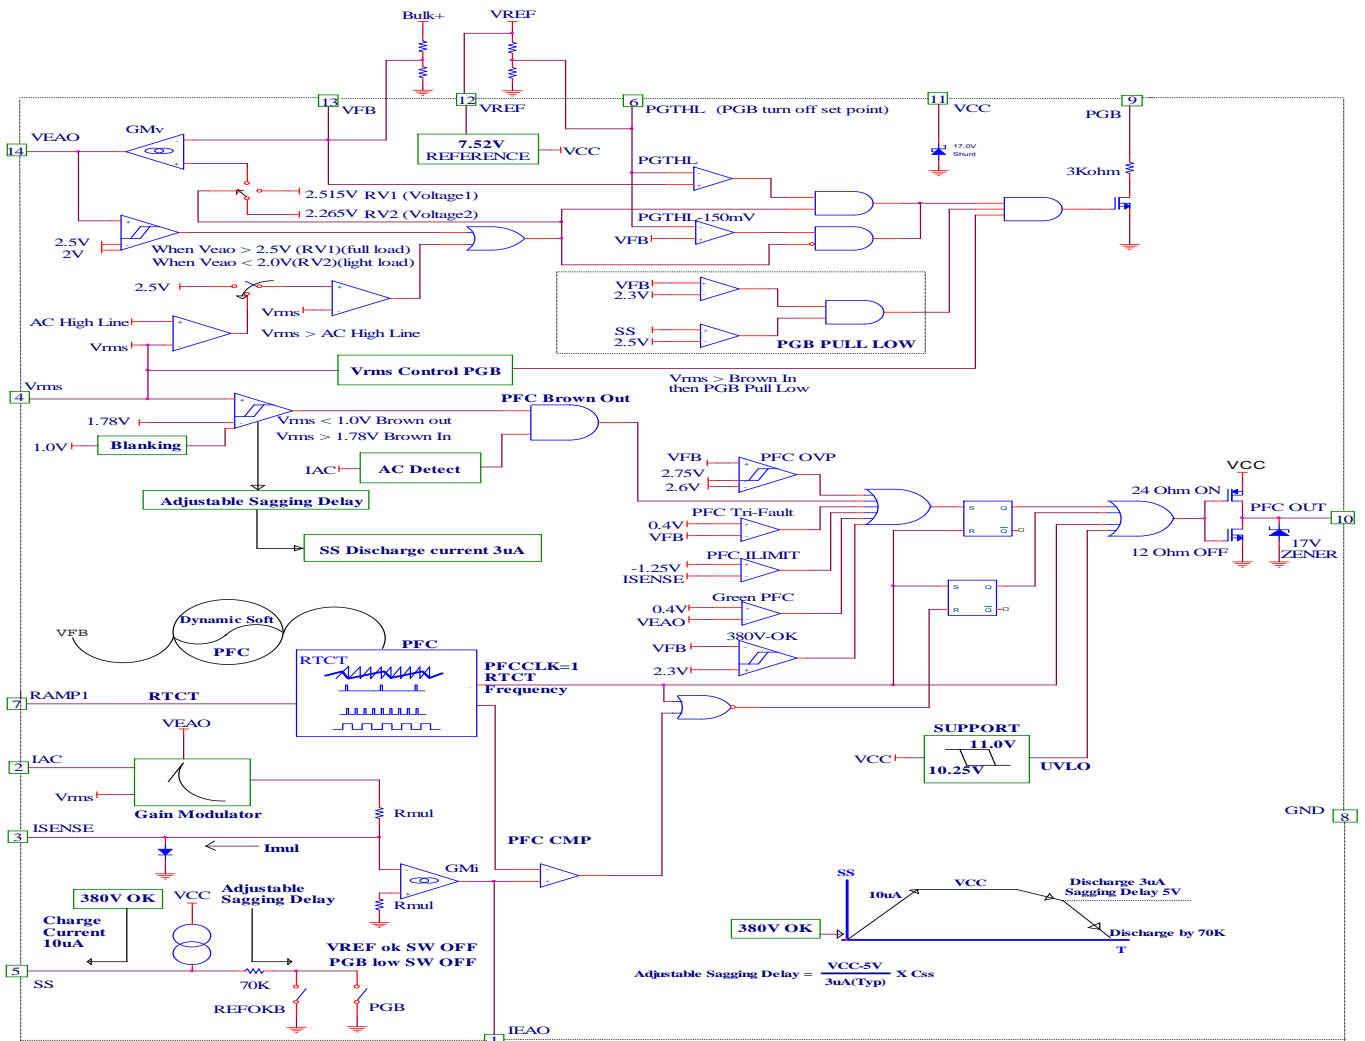 Bulk+
VREF
13
VFB
12
VREF
6
PGTHL (PGB turn off set point)
11
VCC
9
PGB
14
VEAO
GMv
7.52V
REFERENCE
VCC
17.0V
Shunt
PGTHL
3Kohm
2.515V RV1 (Voltage1)
2.265V RV2 (Voltage2)
PGTHL-150mV
VFB
2.5V
2V
When Veao > 2.5V (RV1)(full load)
When Veao < 2.0V(RV2)(light load)
2.5V
Vrms
AC High Line
Vrms
Vrms > AC High Line
VFB
2.3V
SS
2.5V
PGB PULL LOW
Vrms Control PGB
Vrms > Brown In
then PGB Pull Low
4
Vrms
PFC Brown Out
1.78V
1.0V
Blanking
Vrms < 1.0V Brown out
Vrms > 1.78V Brown In
IAC
AC Detect
Adjustable Sagging Delay
SS Discharge current 3uA
VFB
PFC OVP
2.75V
2.6V
PFC Tri-Fault
0.4V
VFB
PFC ILIMIT
-1.25V
ISENSE
Green PFC
0.4V
VEAO
380V-OK
VFB
2.3V
S
Q
R
Q
S
Q
R
Q
VCC
24 Ohm ON
PFC OUT
10
12 Ohm OFF
17V
ZENER
VFB
Dynamic Soft
PFC
PFC
RTCT
PFCCLK=1
RTCT
Frequency
7
RAMP1
RTCT
VEAO
2
IAC
Vrms
Gain Modulator
SUPPORT
VCC
11.0V
10.25V
UVLO
GND
8
Rmul
3
ISENSE
Imul
PFC CMP
GMi
Rmul
380V OK
VCC
Adjustable
Sagging Delay
Charge
Current
10uA
VREF ok SW OFF
PGB low SW OFF
5
SS
70K
REFOKB
PGB
1
IEAO
SS
10uA
VCC
Discharge 3uA
Sagging Delay 5V
380V OK
Discharge by 70K
T
Adjustable Sagging Delay = VCC-5V
3uA(Typ) X Css